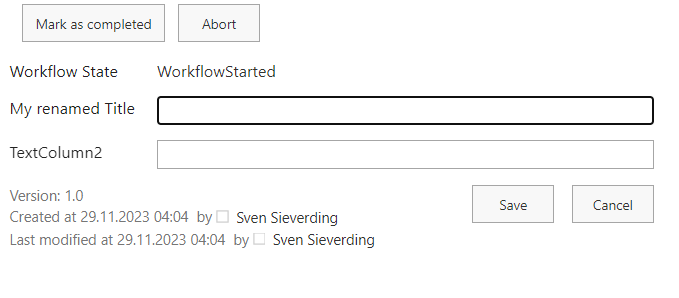 Mark as completed Abort
Workflow State WorkflowStarted
My renamed Title
TextColumn2
Version: 1.0
Created at 29.11.2023 04:04 by Sven Sieverding
Last modified at 29.11.2023 04:04 by Sven Sieverding
Save Cancel